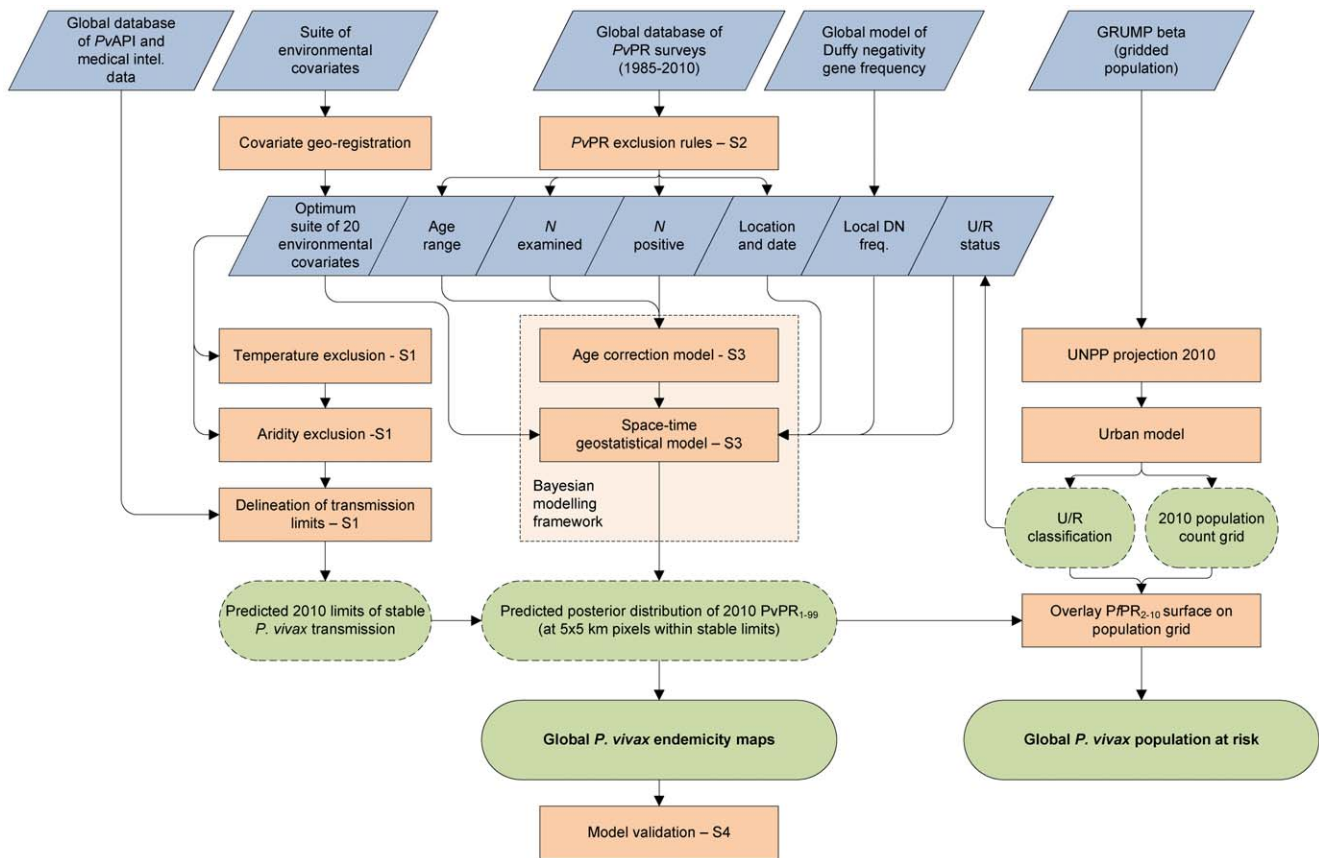 Global database
of PvAPI and
medical intel.
data
Suite of
environmental
covariates
Global database of
PvPR surveys
(1985-2010)
Global model of
Duffy negativity
gene frequency
GRUMP beta
(gridded
population)
Covariate geo-registration
PvPR exclusion rules – S2
Optimum
suite of 20
environmental
covariates
Age
range
N
examined
N
positive
Location
and date
Local DN
freq.
U/R
status
Temperature exclusion - S1
Age correction model - S3
UNPP projection 2010
Aridity exclusion -S1
Space-time
geostatistical model – S3
Urban model
Bayesian
modelling
framework
Delineation of transmission
limits – S1
U/R
classification
2010 population
count grid
Predicted 2010 limits of stable
P. vivax transmission
Predicted posterior distribution of 2010 PvPR1-99
(at 5x5 km pixels within stable limits)
Overlay PfPR2-10 surface on
population grid
Global P. vivax endemicity maps
Global P. vivax population at risk
Model validation – S4